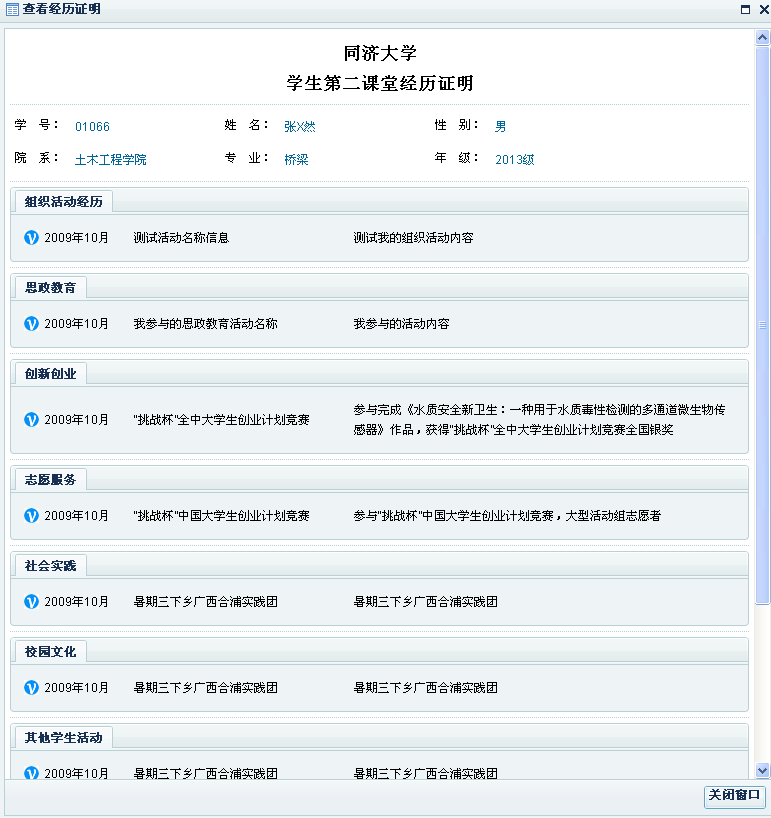 查看经历证明
同济大学
学生第二课堂经历证明
学 号： 01066 姓 名： 张X然 性 别： 男
院 系： 土木工程学院 专 业： 桥梁 年 级： 2013级
组织活动经历
2009年10月 测试活动名称信息 测试我的组织活动内容
思政教育
2009年10月 我参与的思政教育活动名称 我参与的活动内容
创新创业
2009年10月 "挑战杯"全中大学生创业计划竞赛 参与完成《水质安全新卫生：一种用于水质毒性检测的多通道微生物传
感器》作品，获得"挑战杯"全中大学生创业计划竞赛全国银奖
志愿服务
2009年10月 "挑战杯"中国大学生创业计划竞赛 参与"挑战杯"中国大学生创业计划竞赛，大型活动组志愿者
社会实践
2009年10月 暑期三下乡广西合浦实践团 暑期三下乡广西合浦实践团
校园文化
2009年10月 暑期三下乡广西合浦实践团 暑期三下乡广西合浦实践团
其他学生活动
2009年10月 暑期三下乡广西合浦实践团 暑期三下乡广西合浦实践团
关闭窗口